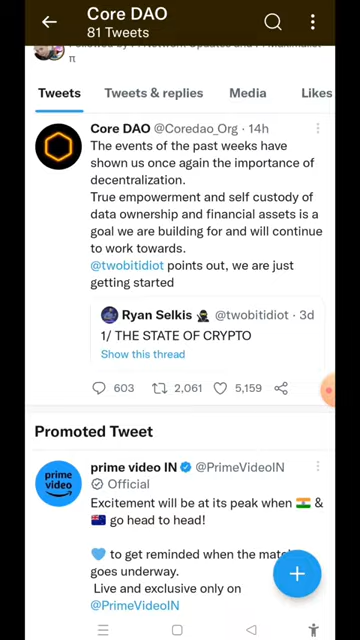 Core DAO
81 Tweets
π
Tweets Tweets & replies Media Likes
Core DAO @Coredao_Org · 14h
The events of the past weeks have
shown us once again the importance of
decentralization.
True empowerment and self custody of
data ownership and financial assets is a
goal we are building for and will continue
to work towards.
@twobitidiot points out, we are just
getting started
Ryan Selkis 🥷 @twobitidiot · 3d
1/ THE STATE OF CRYPTO
Show this thread
603 2,061 5,159
Promoted Tweet
prime video
prime video IN @PrimeVideoIN
Official
Excitement will be at its peak when 🇮🇳 &
🇳🇿 go head to head!
💙 to get reminded when the
goes underway.
Live and exclusive only on
@PrimeVideoIN